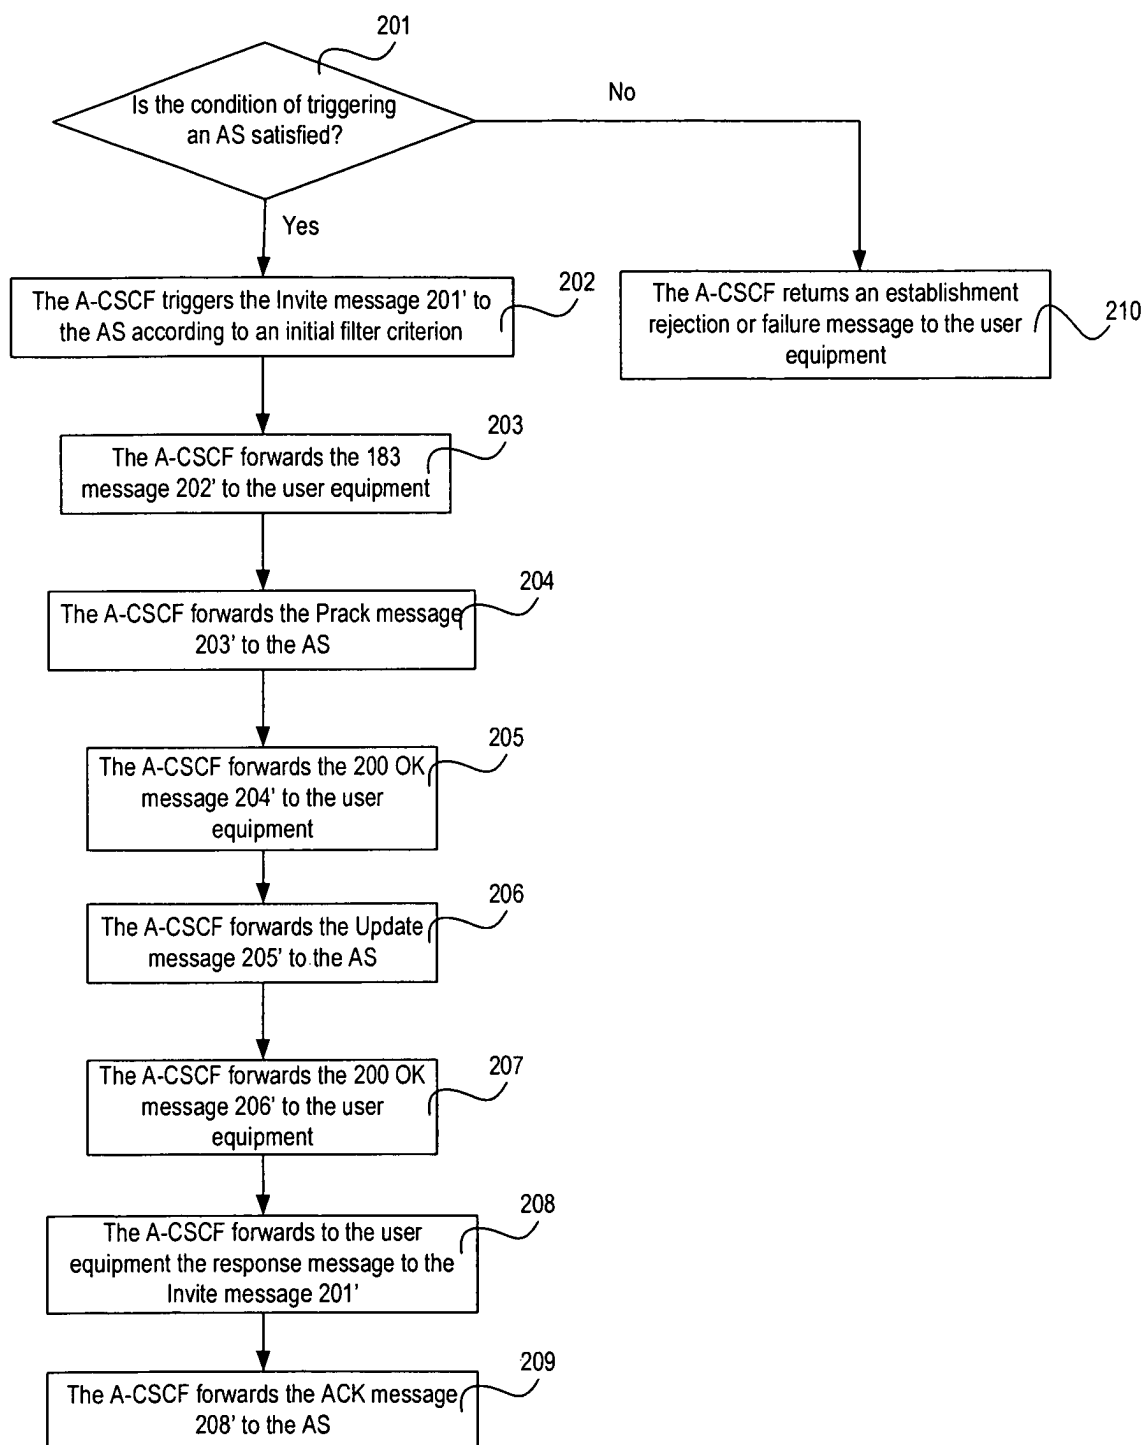 201
Is the condition of triggering
an AS satisfied?
No
Yes
The A-CSCF triggers the Invite message 201'to
the AS according to an initial filter criterion
202
The A-CSCF returns an establishment
rejection or failure message to the user
equipment
210
The A-CSCF forwards the 183
message 202' to the user equipment
203
The A-CSCF forwards the Prack message
203' to the AS
204
The A-CSCF forwards the 200 OK
message 204' to the user
equipment
205
The A-CSCF forwards the Update
message 205' to the AS
206
The A-CSCF forwards the 200 OK
message 206' to the user
equipment
207
The A-CSCF forwards to the user
equipment the response message to the
Invite message 201'
208
The A-CSCF forwards the ACK message
208' to the AS
209